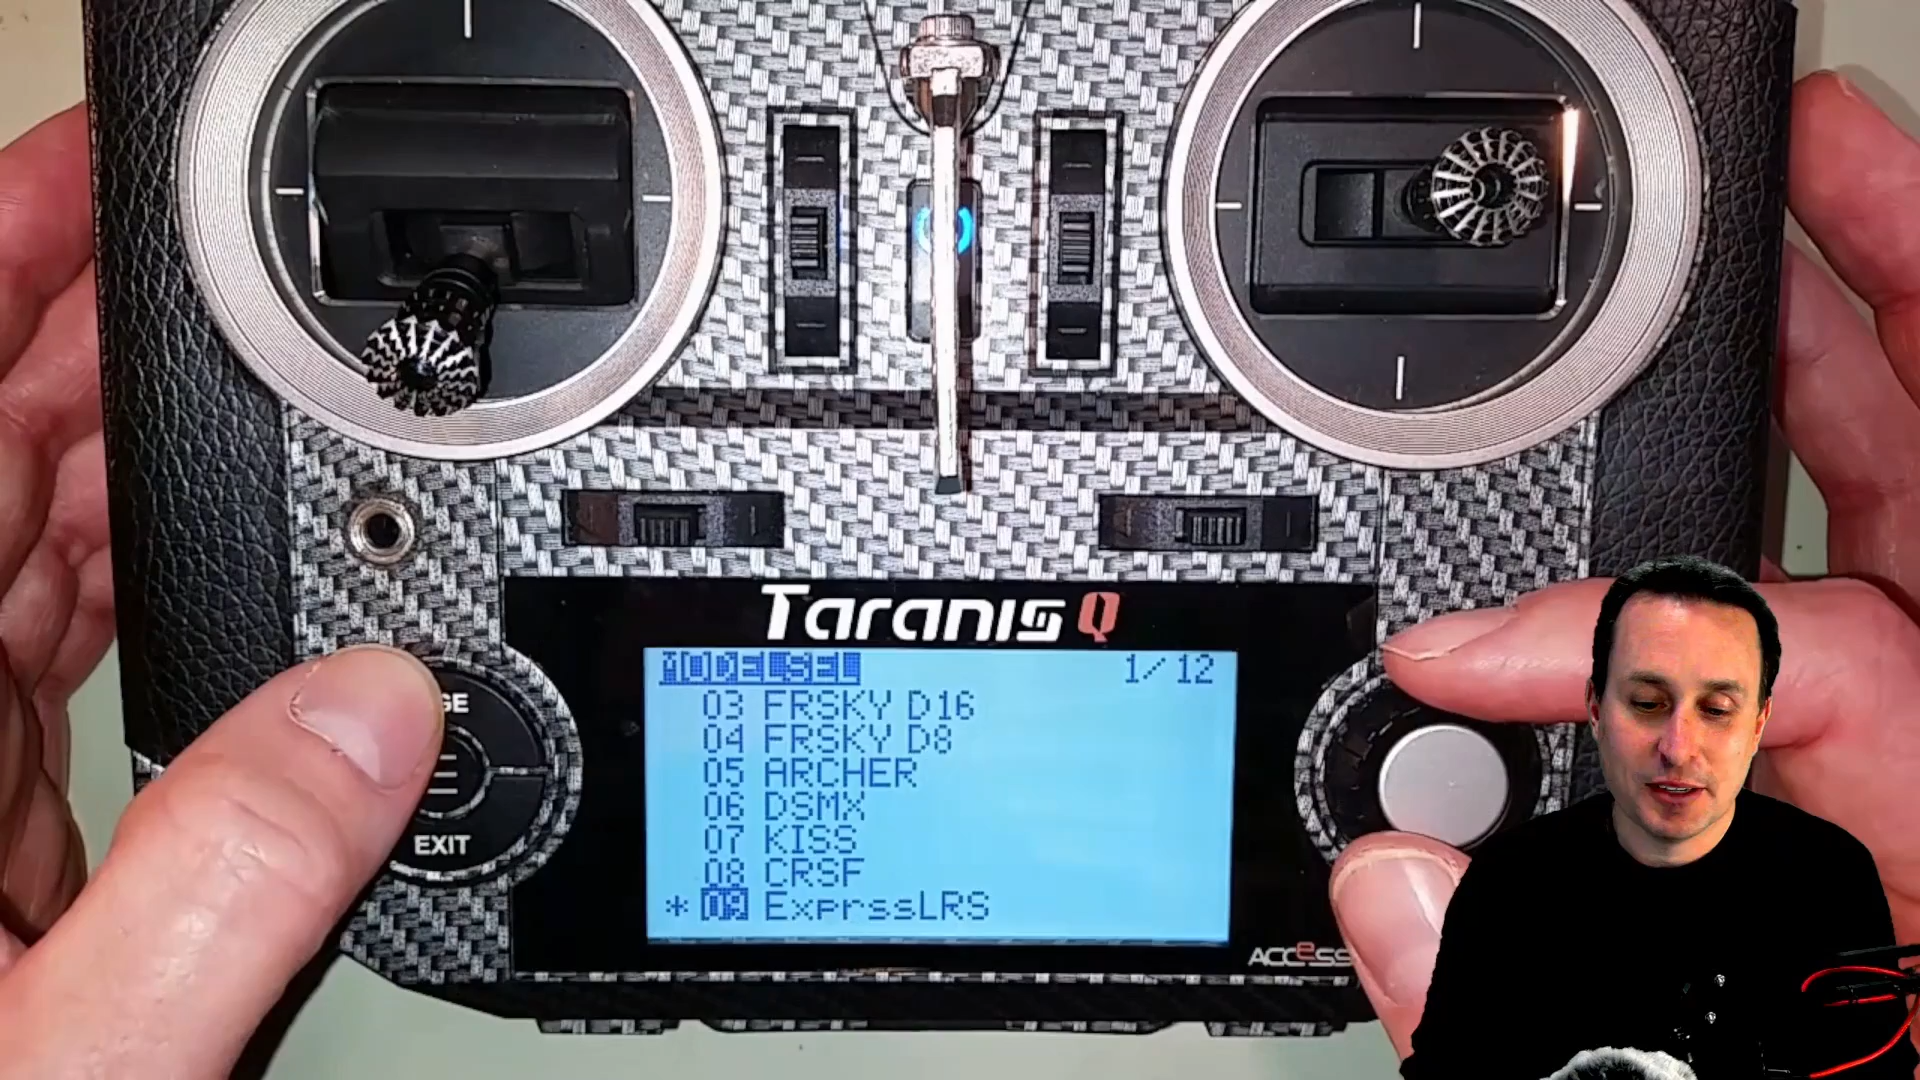 Taranis Q
MODELSEL 1/12
03 FRSKY D16
04 FRSKY D8
05 ARCHER
06 DSMX
07 KISS
08 CRSF
* 09 ExprssLRS
EXIT
ACCeSS